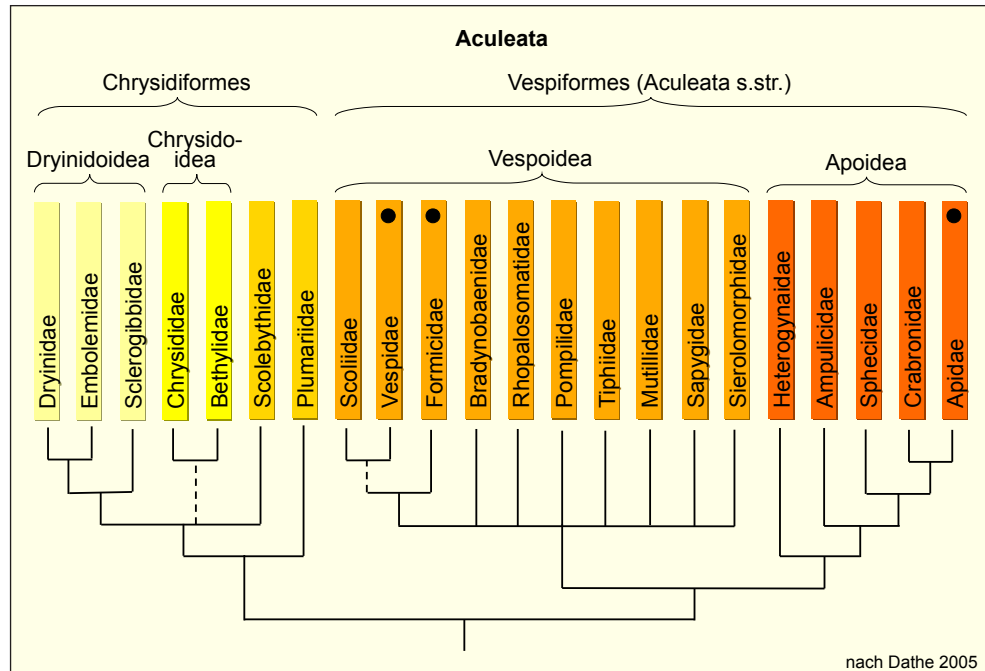 Aculeata
Chrysidiformes
Vespiformes (Aculeata s.str.)
Dryinidoidea
Chrysido-
idea
Vespoidea
Apoidea
Dryinidae
Embolemidae
Sclerogibbidae
Chrysididae
Bethylidae
Scolebythidae
Plumariidae
Scoliidae
Vespidae
Formicidae
Bradynobaenidae
Rhopalosomatidae
Pompilidae
Tiphiidae
Mutillidae
Sapygidae
Sierolomorphidae
Heterogynaidae
Ampulicidae
Sphecidae
Crabronidae
Apidae
nach Dathe 2005